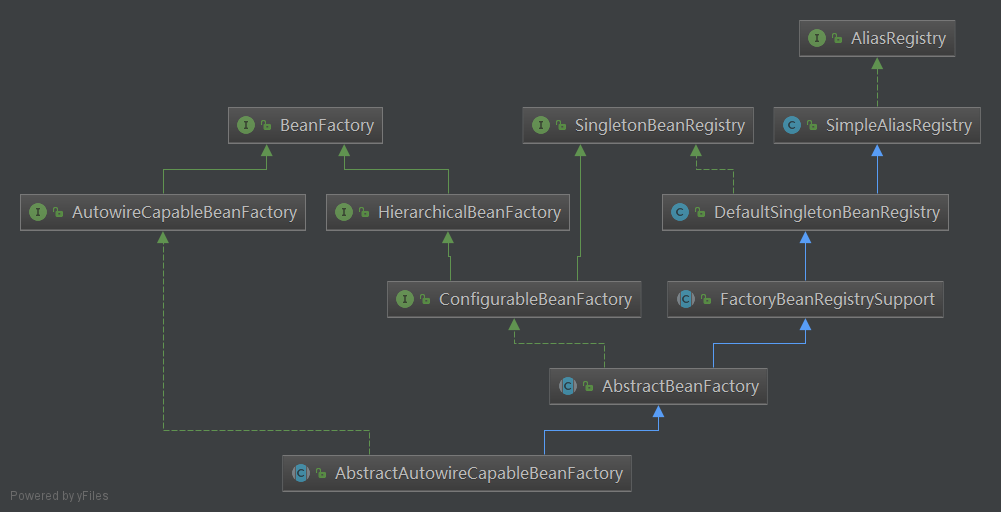 I AliasRegistry
I BeanFactory
I SingletonBeanRegistry
C SimpleAliasRegistry
I AutowireCapableBeanFactory
I HierarchicalBeanFactory
C DefaultSingletonBeanRegistry
I ConfigurableBeanFactory
C FactoryBeanRegistrySupport
C AbstractBeanFactory
C AbstractAutowireCapableBeanFactory
Powered by yFiles